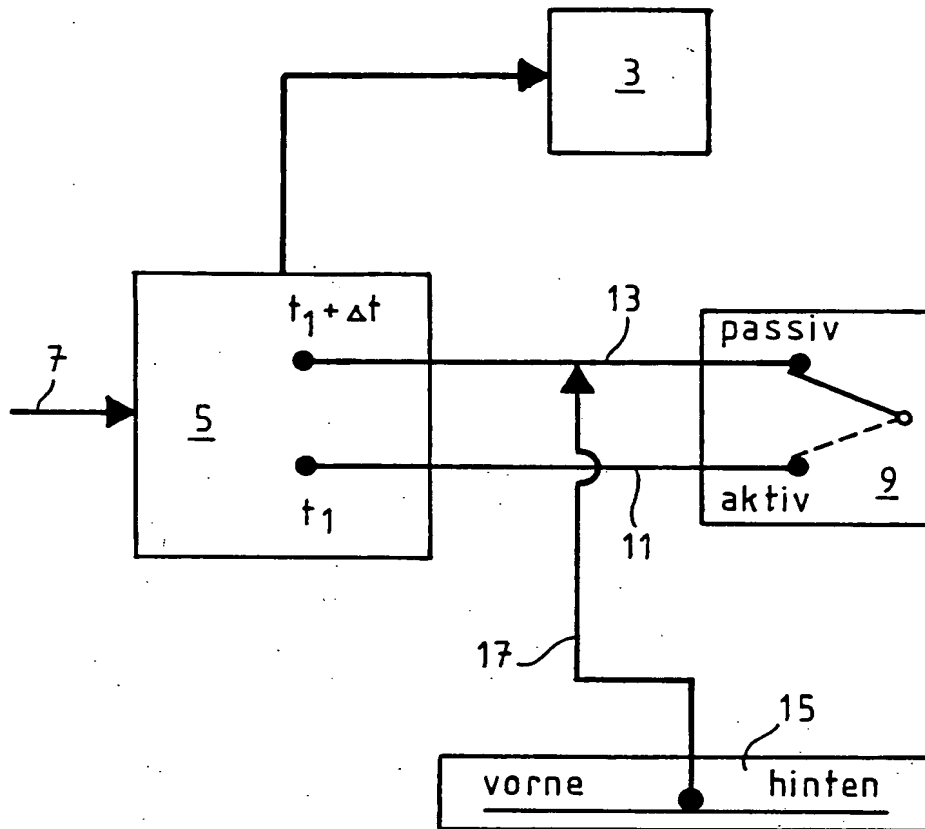 3
t₁ + Δt
13
passiv
7
5
9
t₁
aktiv
11
17
15
vorne hinten